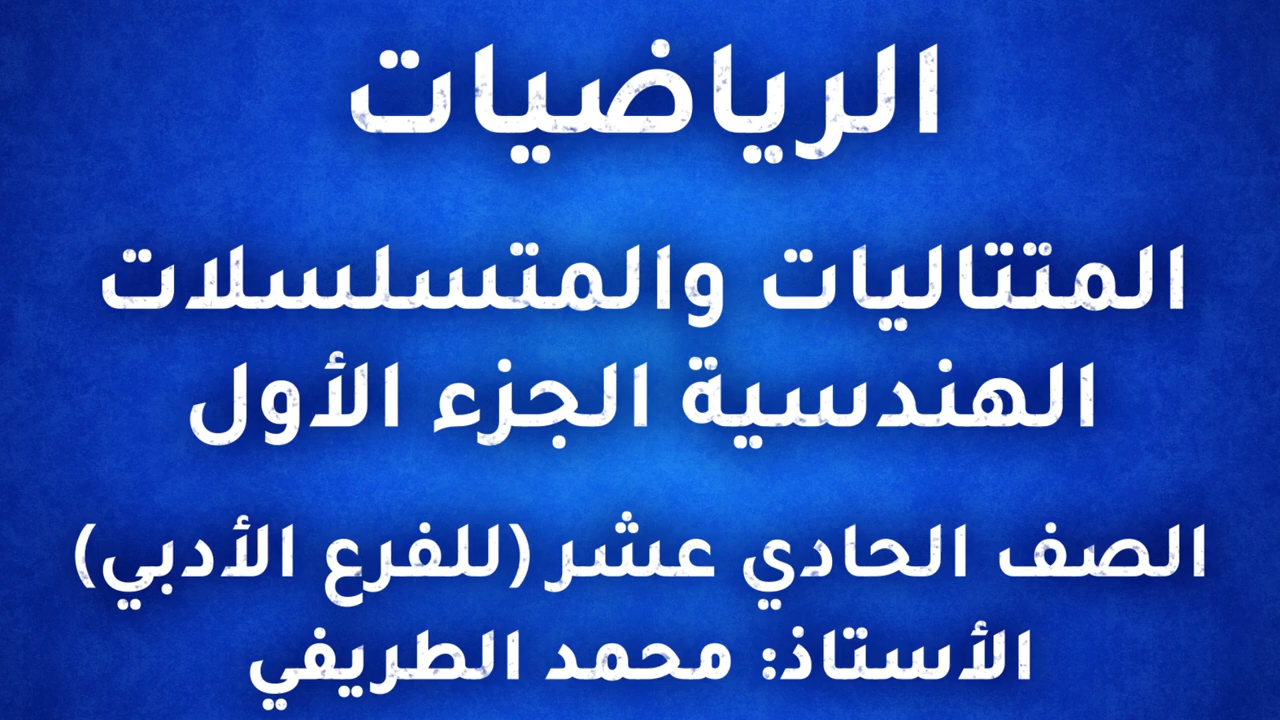 الرياضيات
المتتاليات والمتسلسلات
الهندسية الجزء الأول
الصف الحادي عشر (للفرع الأدبي)
الأستاذ: محمد الطريفي